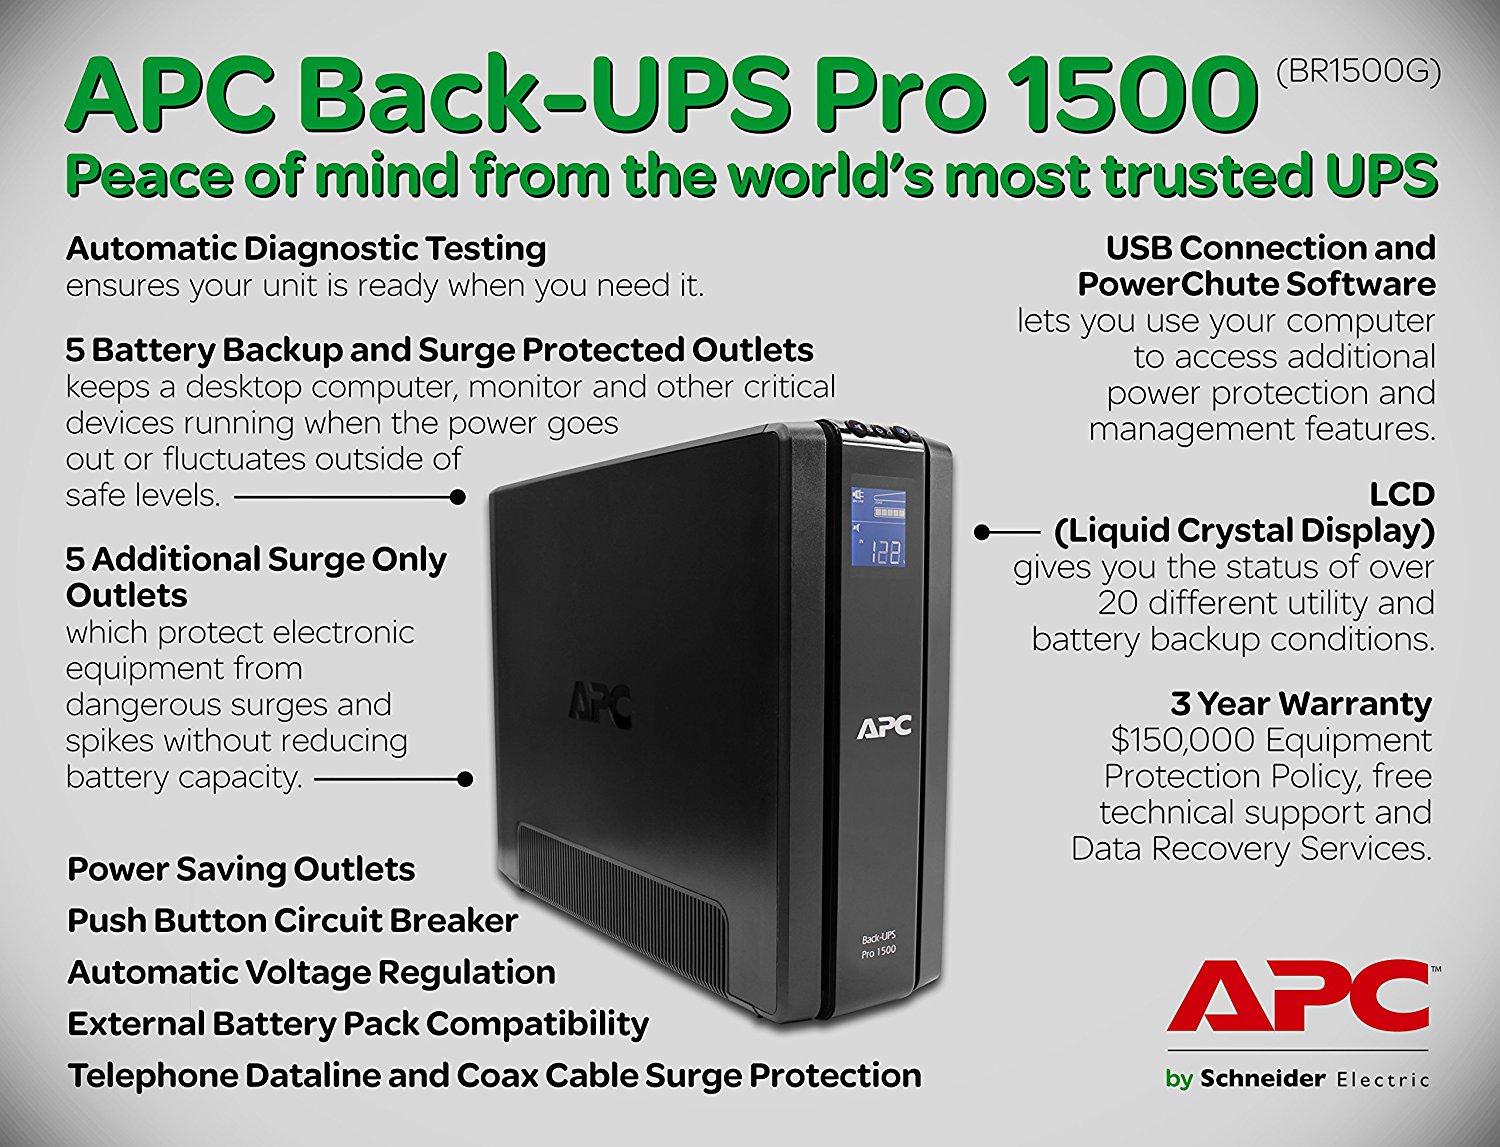 APC Back-UPS Pro 1500 (BR1500G)
Peace of mind from the world's most trusted UPS
Automatic Diagnostic Testing
ensures your unit is ready when you need it.
5 Battery Backup and Surge Protected Outlets
keeps a desktop computer, monitor and other critical
devices running when the power goes
out or fluctuates outside of
safe levels.
5 Additional Surge Only
Outlets
which protect electronic
equipment from
dangerous surges and
spikes without reducing
battery capacity.
Power Saving Outlets
Push Button Circuit Breaker
Automatic Voltage Regulation
External Battery Pack Compatibility
Telephone Dataline and Coax Cable Surge Protection
APC
128
APC
Back-UPS
Pro 1500
USB Connection and
PowerChute Software
lets you use your computer
to access additional
power protection and
management features.
LCD
(Liquid Crystal Display)
gives you the status of over
20 different utility and
battery backup conditions.
3 Year Warranty
$150,000 Equipment
Protection Policy, free
technical support and
Data Recovery Services.
APC™
by Schneider Electric